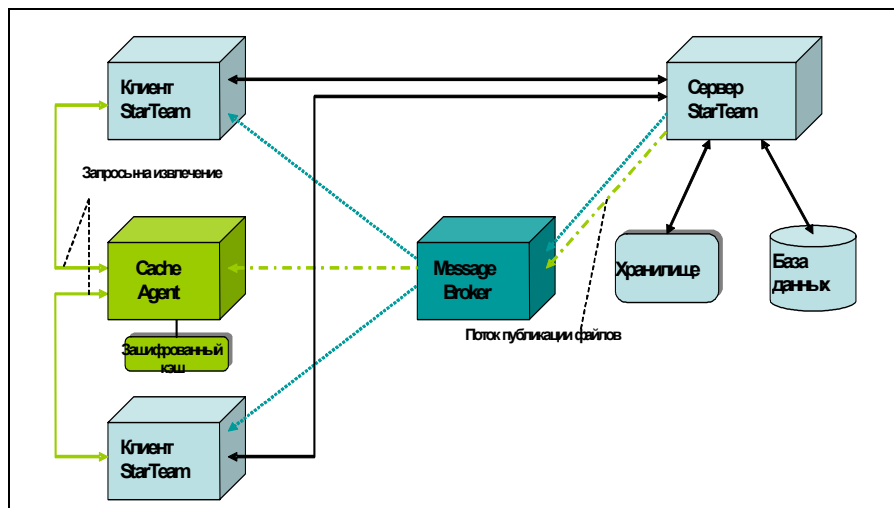 Клиент
StarTeam
Сервер
StarTeam
Запросы на извлечение
Cache
Agent
Message
Broker
Хранилище
База
данных
Поток публикации файлов
Зашифрованный
кэш
Клиент
StarTeam